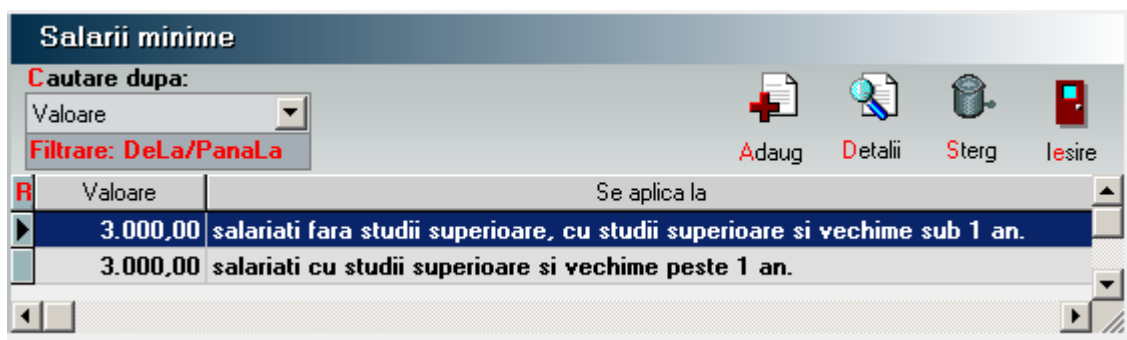 Salarii minime
Cautare dupa:
Valoare
Filtrare: DeLa/PanaLa
Adaug Detalii Sterg Iesire
R Valoare Se aplica la
3.000,00 salariati fara studii superioare, cu studii superioare si vechime sub 1 an.
3.000,00 salariati cu studii superioare si vechime peste 1 an.